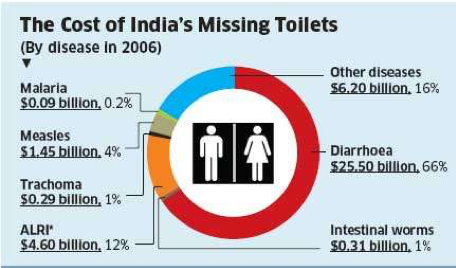 The Cost of India's Missing Toilets
(By disease in 2006)
Malaria
$0.09 billion, 0.2%
Measles
$1.45 billion, 4%
Trachoma
$0.29 billion, 1%
ALRI*
$4.60 billion, 12%
Other diseases
$6.20 billion, 16%
Diarrhoea
$25.50 billion, 66%
Intestinal worms
$0.31 billion, 1%